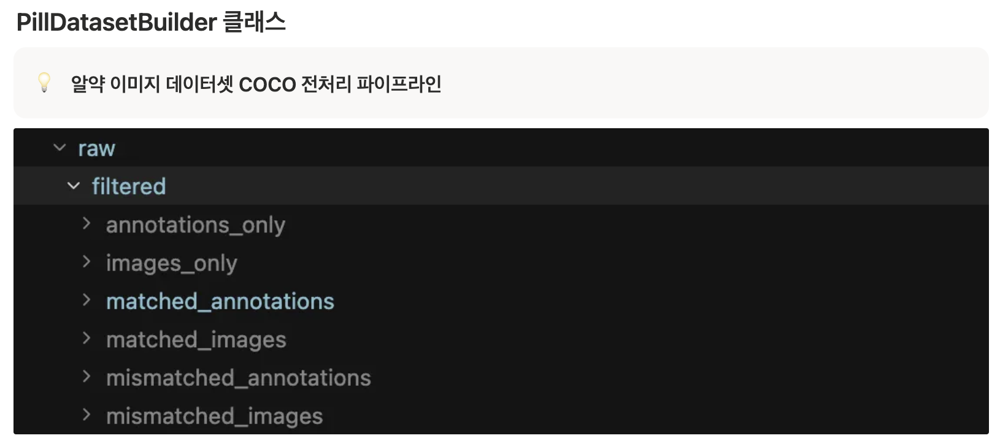 PillDatasetBuilder 클래스
알약 이미지 데이터셋 COCO 전처리 파이프라인
raw
filtered
annotations_only
images_only
matched_annotations
matched_images
mismatched_annotations
mismatched_images